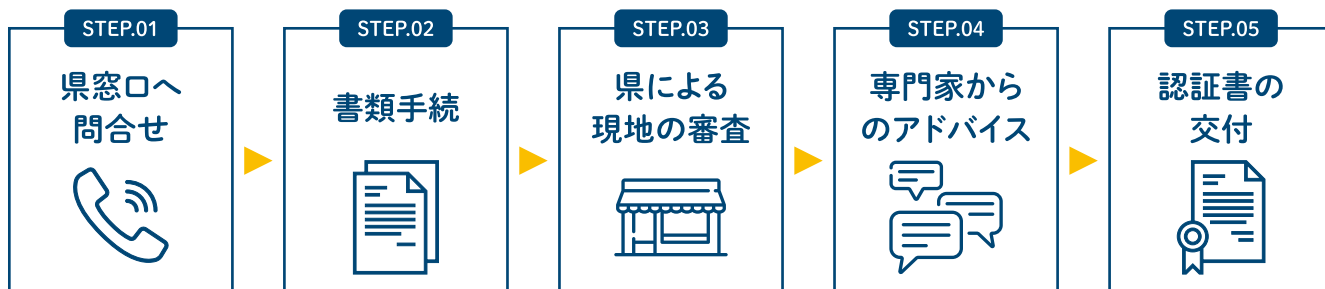 STEP.01
県窓口へ
問合せ
STEP.02
書類手続
STEP.03
県による
現地の審査
STEP.04
専門家から
のアドバイス
STEP.05
認証書の
交付